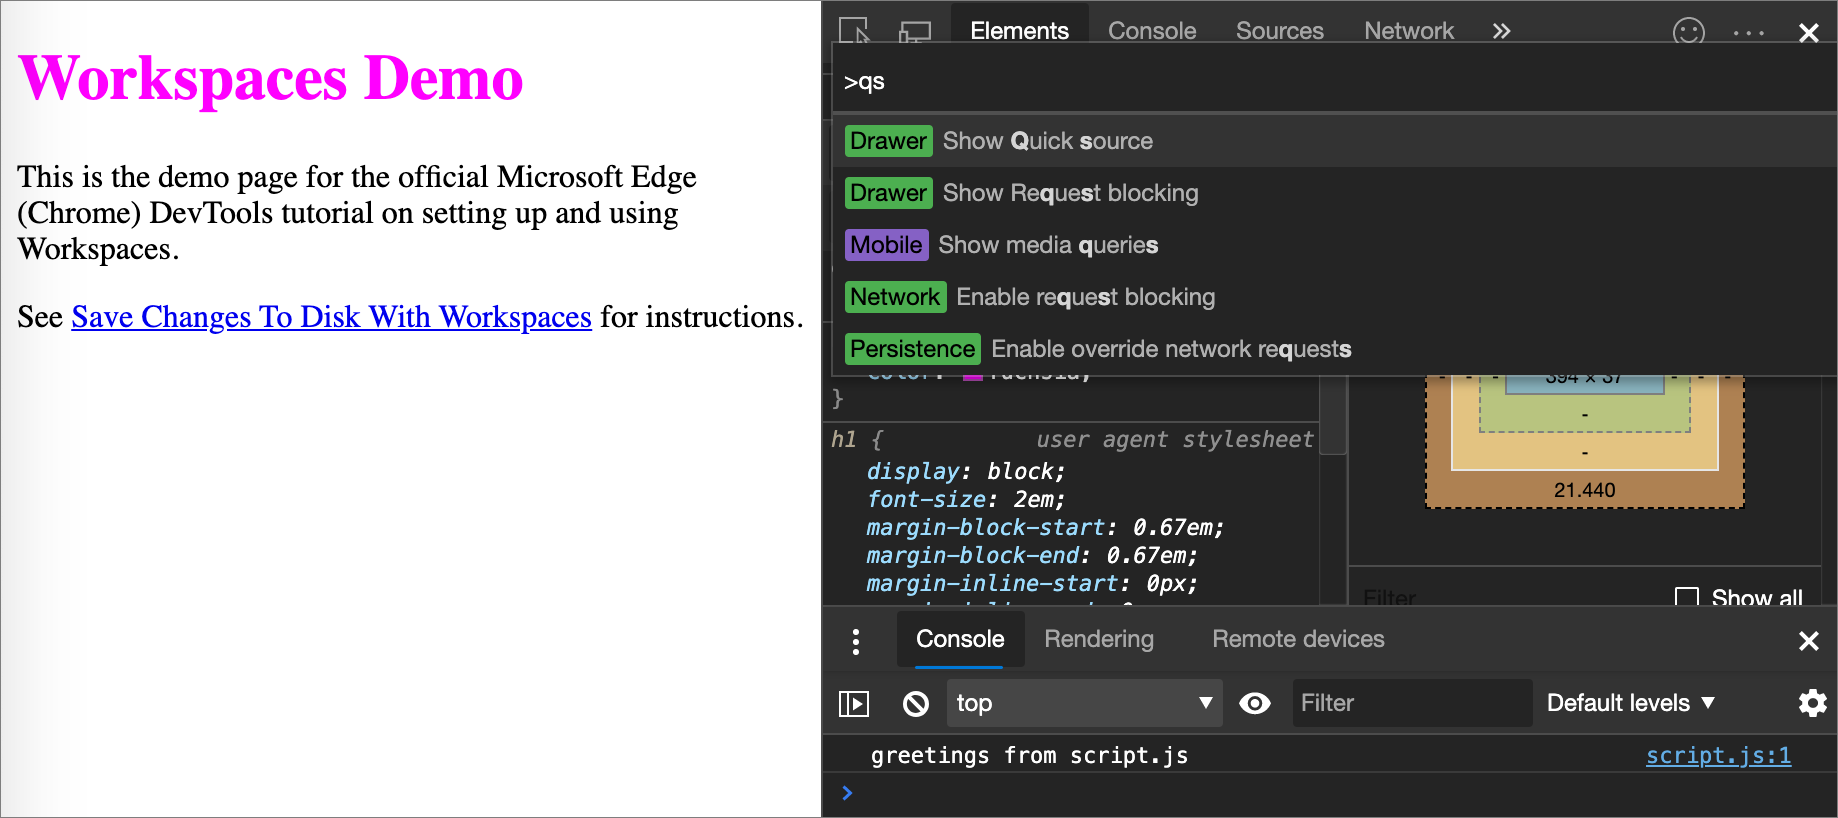 Workspaces Demo
This is the demo page for the official Microsoft Edge
(Chrome) DevTools tutorial on setting up and using
Workspaces.
See Save Changes To Disk With Workspaces for instructions.
Elements Console Sources Network »
>qs
Drawer Show Quick source
Drawer Show Request blocking
Mobile Show media queries
Network Enable request blocking
Persistence Enable override network requests
color: fuchsia;
}
h1 { user agent stylesheet
display: block;
font-size: 2em;
margin-block-start: 0.67em;
margin-block-end: 0.67em;
margin-inline-start: 0px;
394 × 37
-
-
21.440
Filter Show all
Console Rendering Remote devices
top Filter Default levels
greetings from script.js script.js:1